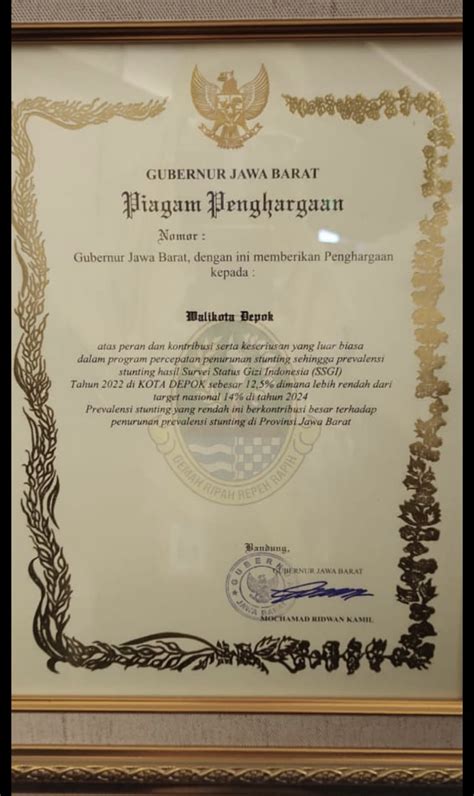 GUBERNUR JAWA BARAT
Piagam Penghargaan
Nomor :
Gubernur Jawa Barat, dengan ini memberikan Penghargaan
kepada :
Walikota Depok
atas peran dan kontribusi serta keseriusan yang luar biasa
dalam program percepatan penurunan stunting sehingga prevalensi
stunting hasil Survei Status Gizi Indonesia (SSGI)
Tahun 2022 di KOTA DEPOK sebesar 12,5% dimana lebih rendah dari
target nasional 14% di tahun 2024
Prevalensi stunting yang rendah ini berkontribusi besar terhadap
penurunan prevalensi stunting di Provinsi Jawa Barat
GEMAH RIPAH REPEH RAPIH
Bandung,
GUBERNUR JAWA BARAT
GUBERNUR
JAWA BARAT
MOCHAMAD RIDWAN KAMIL